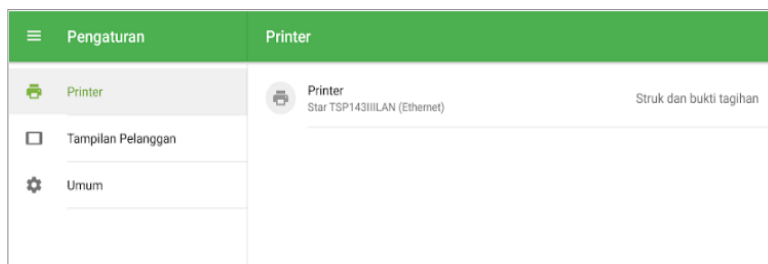 Pengaturan
Printer
Printer
Tampilan Pelanggan
Umum
Printer
Star TSP143IIILAN (Ethernet)
Struk dan bukti tagihan